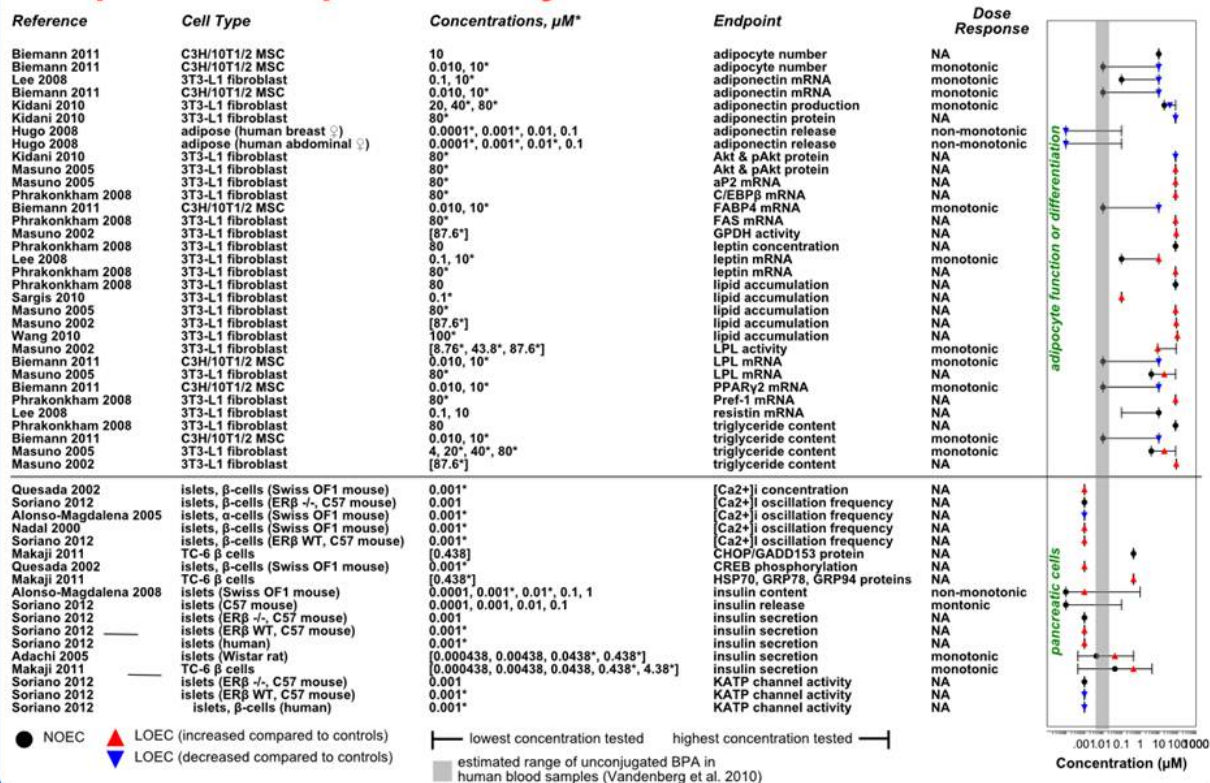 Reference Cell Type Concentrations, µM* Endpoint Dose Response
Biemann 2011 C3H/10T1/2 MSC 10 adipocyte number NA
Biemann 2011 C3H/10T1/2 MSC 0.010, 10* adipocyte number monotonic
Lee 2008 3T3-L1 fibroblast 0.1, 10* adiponectin mRNA monotonic
Biemann 2011 C3H/10T1/2 MSC 0.010, 10* adiponectin mRNA monotonic
Kidani 2010 3T3-L1 fibroblast 20, 40*, 80* adiponectin production monotonic
Kidani 2010 3T3-L1 fibroblast 80* adiponectin protein NA
Hugo 2008 adipose (human breast ♀) 0.0001*, 0.001*, 0.01, 0.1 adiponectin release non-monotonic
Hugo 2008 adipose (human abdominal ♀) 0.0001*, 0.001*, 0.01*, 0.1 adiponectin release non-monotonic
Kidani 2010 3T3-L1 fibroblast 80* Akt & pAkt protein NA
Masuno 2005 3T3-L1 fibroblast 80* Akt & pAkt protein NA
Masuno 2005 3T3-L1 fibroblast 80* aP2 mRNA NA
Phrakonkham 2008 3T3-L1 fibroblast 80* C/EBPβ mRNA NA
Biemann 2011 C3H/10T1/2 MSC 0.010, 10* FABP4 mRNA monotonic
Phrakonkham 2008 3T3-L1 fibroblast 80* FAS mRNA NA
Masuno 2002 3T3-L1 fibroblast [87.6*] GPDH activity NA
Phrakonkham 2008 3T3-L1 fibroblast 80 leptin concentration NA
Lee 2008 3T3-L1 fibroblast 0.1, 10* leptin mRNA monotonic
Phrakonkham 2008 3T3-L1 fibroblast 80* leptin mRNA NA
Phrakonkham 2008 3T3-L1 fibroblast 80 lipid accumulation NA
Sargis 2010 3T3-L1 fibroblast 0.1* lipid accumulation NA
Masuno 2005 3T3-L1 fibroblast 80* lipid accumulation NA
Masuno 2002 3T3-L1 fibroblast [87.6*] lipid accumulation NA
Wang 2010 3T3-L1 fibroblast 100* lipid accumulation NA
Masuno 2002 3T3-L1 fibroblast [8.76*, 43.8*, 87.6*] LPL activity monotonic
Biemann 2011 C3H/10T1/2 MSC 0.010, 10* LPL mRNA monotonic
Masuno 2005 3T3-L1 fibroblast 80* LPL mRNA NA
Biemann 2011 C3H/10T1/2 MSC 0.010, 10* PPARγ2 mRNA monotonic
Phrakonkham 2008 3T3-L1 fibroblast 80* Pref-1 mRNA NA
Lee 2008 3T3-L1 fibroblast 0.1, 10 resistin mRNA NA
Phrakonkham 2008 3T3-L1 fibroblast 80 triglyceride content NA
Biemann 2011 C3H/10T1/2 MSC 0.010, 10* triglyceride content monotonic
Masuno 2005 3T3-L1 fibroblast 4, 20*, 40*, 80* triglyceride content monotonic
Masuno 2002 3T3-L1 fibroblast [87.6*] triglyceride content NA
adipocyte function or differentiation
Quesada 2002 islets, β-cells (Swiss OF1 mouse) 0.001* [Ca2+]i concentration NA
Soriano 2012 islets, β-cells (ERβ -/-, C57 mouse) 0.001 [Ca2+]I oscillation frequency NA
Alonso-Magdalena 2005 islets, α-cells (Swiss OF1 mouse) 0.001* [Ca2+]i oscillation frequency NA
Nadal 2000 islets, β-cells (Swiss OF1 mouse) 0.001* [Ca2+]i oscillation frequency NA
Soriano 2012 islets, β-cells (ERβ WT, C57 mouse) 0.001* [Ca2+]I oscillation frequency NA
Makaji 2011 TC-6 β cells [0.438] CHOP/GADD153 protein NA
Quesada 2002 islets, β-cells (Swiss OF1 mouse) 0.001* CREB phosphorylation NA
Makaji 2011 TC-6 β cells [0.438*] HSP70, GRP78, GRP94 proteins NA
Alonso-Magdalena 2008 islets (Swiss OF1 mouse) 0.0001, 0.001*, 0.01*, 0.1, 1 insulin content non-monotonic
Soriano 2012 islets (C57 mouse) 0.0001, 0.001, 0.01, 0.1 insulin release montonic
Soriano 2012 islets (ERβ -/-, C57 mouse) 0.001 insulin secretion NA
Soriano 2012 islets (ERβ WT, C57 mouse) 0.001* insulin secretion NA
Soriano 2012 islets (human) 0.001* insulin secretion NA
Adachi 2005 islets (Wistar rat) [0.000438, 0.00438, 0.0438*, 0.438*] insulin secretion monotonic
Makaji 2011 TC-6 β cells [0.000438, 0.00438, 0.0438, 0.438*, 4.38*] insulin secretion monotonic
Soriano 2012 islets (ERβ -/-, C57 mouse) 0.001 KATP channel activity NA
Soriano 2012 islets (ERβ WT, C57 mouse) 0.001* KATP channel activity NA
Soriano 2012 islets, β-cells (human) 0.001* KATP channel activity NA
pancreatic cells
NOEC LOEC (increased compared to controls) lowest concentration tested highest concentration tested
LOEC (decreased compared to controls)
estimated range of unconjugated BPA in
human blood samples (Vandenberg et al. 2010)
Concentration (µM)